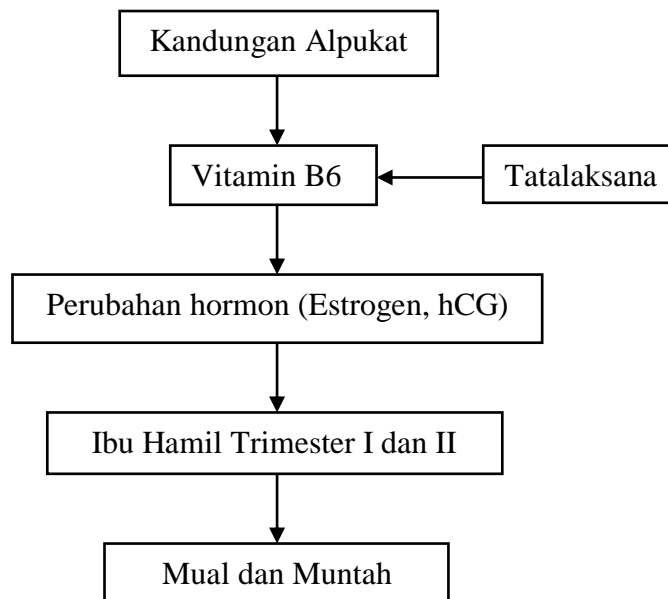 Kandungan Alpukat
Vitamin B6
Tatalaksana
Perubahan hormon (Estrogen, hCG)
Ibu Hamil Trimester I dan II
Mual dan Muntah